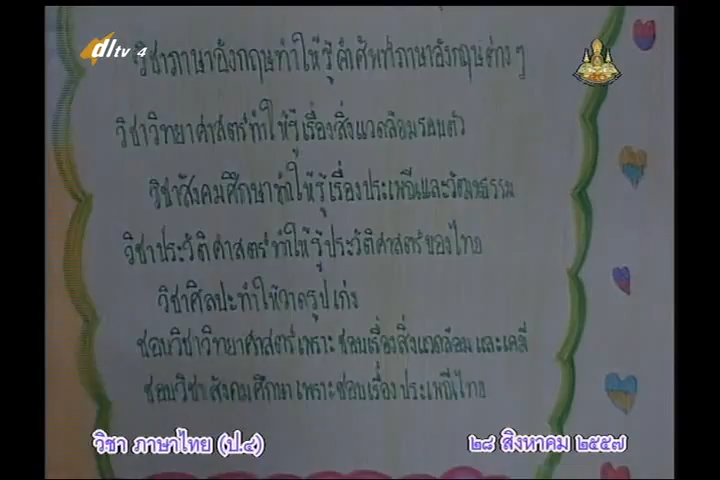 dltv 4
วิชาภาษาอังกฤษทำให้รู้คำศัพท์ภาษาอังกฤษต่างๆ
วิชาวิทยาศาสตร์ทำให้รู้เรื่องสิ่งแวดล้อมรอบตัว
วิชาสังคมศึกษาทำให้รู้เรื่องประเพณีและวัฒนธรรม
วิชาประวัติศาสตร์ทำให้รู้ประวัติศาสตร์ของไทย
วิชาศิลปะทำให้วาดรูปเก่ง
ชอบวิชาวิทยาศาสตร์เพราะชอบเรื่องสิ่งแวดล้อมและเคมี
ชอบวิชาสังคมศึกษาเพราะชอบเรื่องประเพณีไทย
วิชา ภาษาไทย (ป.๔)
๒๘ สิงหาคม ๒๕๕๗